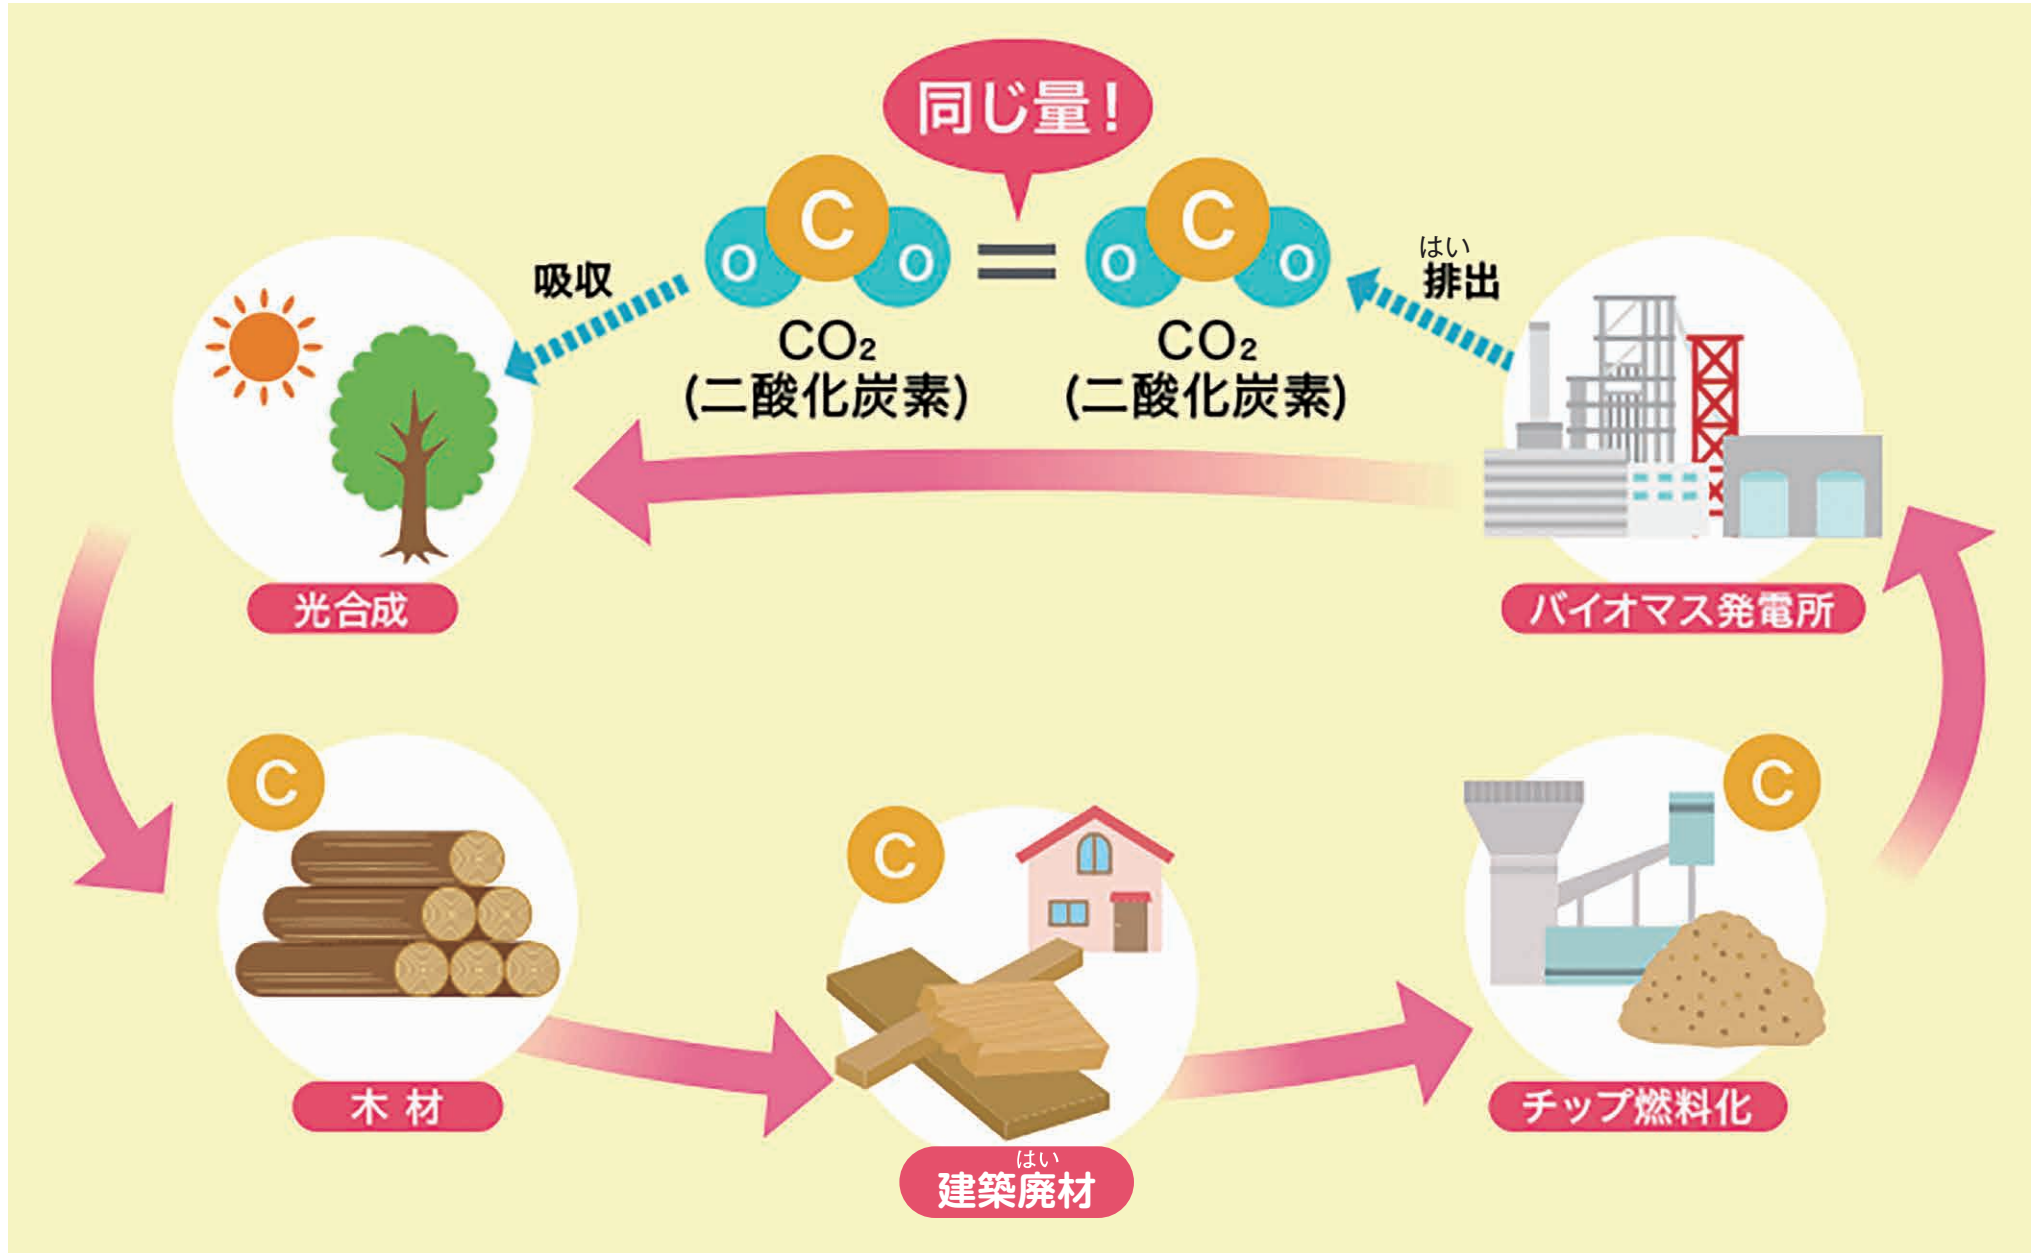 同じ量!
O C O
O C O
吸収
はい
排出
CO₂
(二酸化炭素)
CO₂
(二酸化炭素)
光合成
バイオマス発電所
C
C
C
木材
はい
建築廃材
チップ燃料化